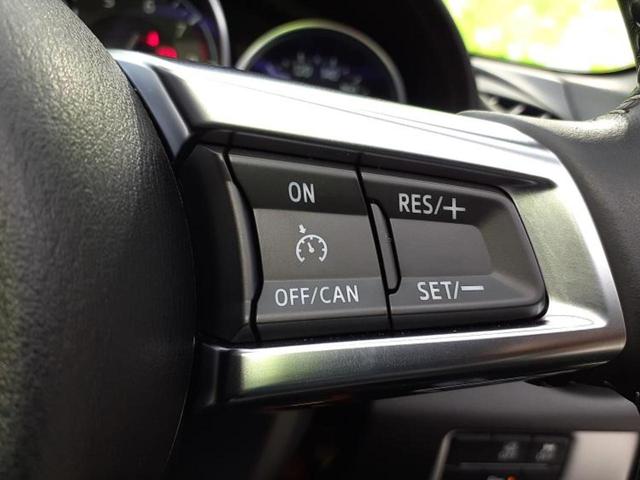 ON
RES/+
OFF/CAN
SET/−